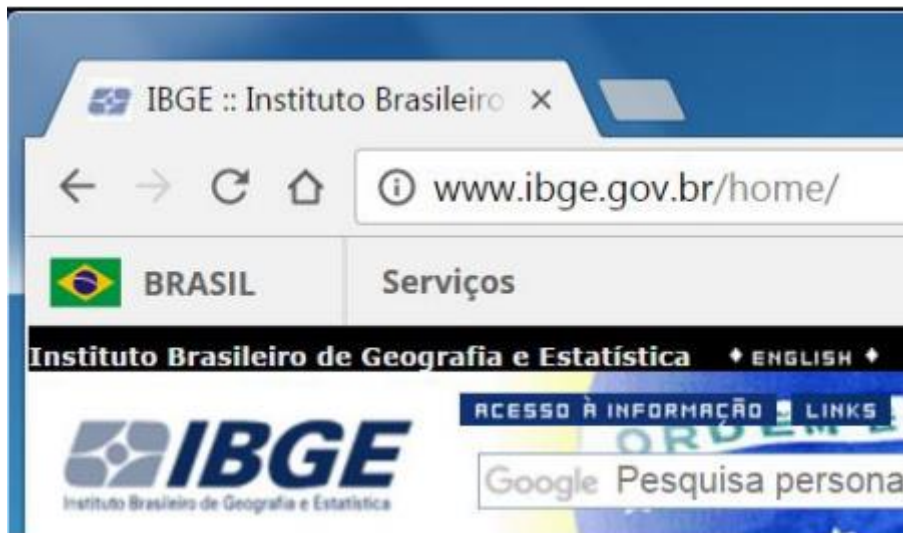 IBGE :: Instituto Brasileiro
www.ibge.gov.br/home/
BRASIL Serviços
Instituto Brasileiro de Geografia e Estatística ENGLISH
ACESSO À INFORMAÇÃO LINKS
ORDEM E
IBGE
Instituto Brasileiro de Geografia e Estatística
Google Pesquisa persona